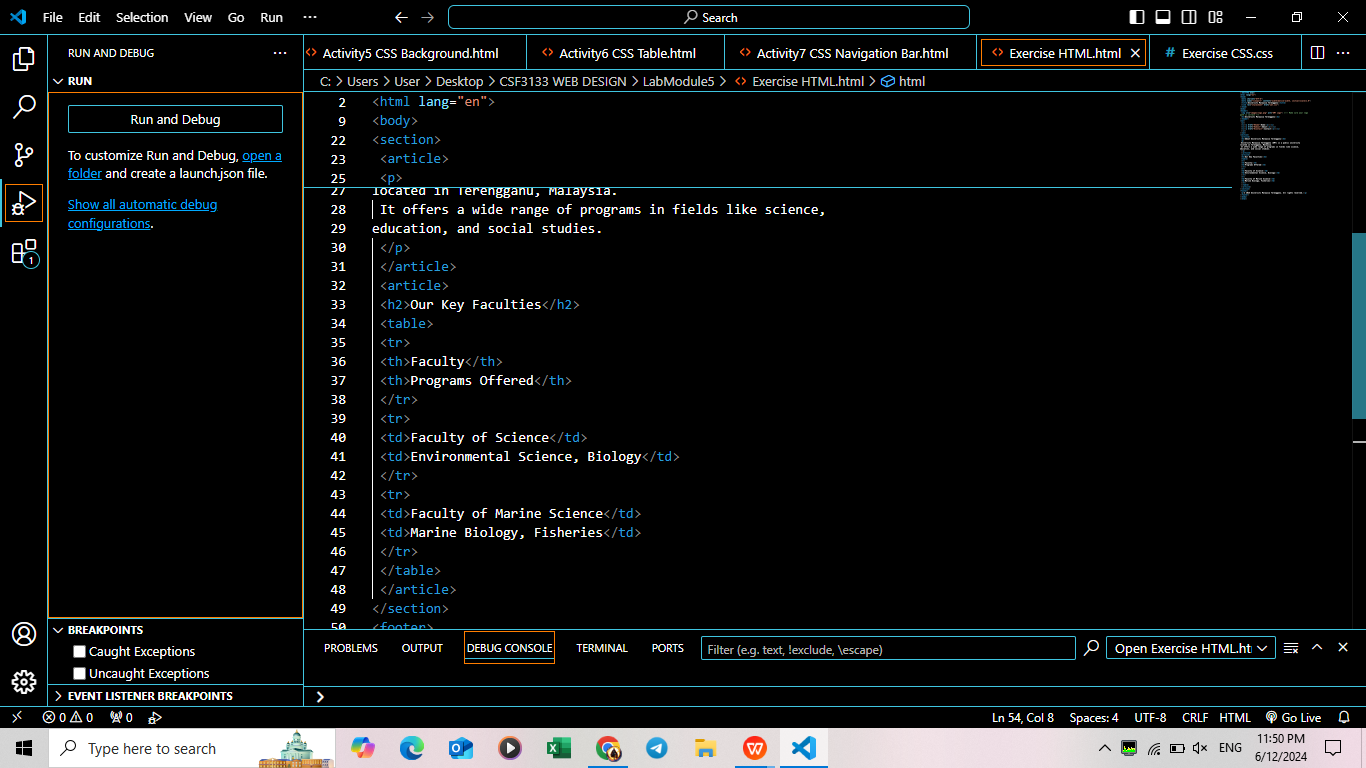 File Edit Selection View Go Run ··· Search
RUN AND DEBUG ···
RUN
Run and Debug
To customize Run and Debug, open a
folder and create a launch.json file.
Show all automatic debug
configurations.
1
BREAKPOINTS
Caught Exceptions
Uncaught Exceptions
EVENT LISTENER BREAKPOINTS
<> Activity5 CSS Background.html <> Activity6 CSS Table.html <> Activity7 CSS Navigation Bar.html <> Exercise HTML.html # Exercise CSS.css ···
C: > Users > User > Desktop > CSF3133 WEB DESIGN > LabModule5 > <> Exercise HTML.html > html
2 <html lang="en">
9 <body>
22 <section>
23 <article>
25 <p>
27 located in Terengganu, Malaysia.
28 It offers a wide range of programs in fields like science,
29 education, and social studies.
30 </p>
31 </article>
32 <article>
33 <h2>Our Key Faculties</h2>
34 <table>
35 <tr>
36 <th>Faculty</th>
37 <th>Programs Offered</th>
38 </tr>
39 <tr>
40 <td>Faculty of Science</td>
41 <td>Environmental Science, Biology</td>
42 </tr>
43 <tr>
44 <td>Faculty of Marine Science</td>
45 <td>Marine Biology, Fisheries</td>
46 </tr>
47 </table>
48 </article>
49 </section>
50 <footer>
PROBLEMS OUTPUT DEBUG CONSOLE TERMINAL PORTS Filter (e.g. text, !exclude, \escape) Open Exercise HTML.ht
>
0 0 0 Ln 54, Col 8 Spaces: 4 UTF-8 CRLF HTML Go Live
Type here to search ENG 11:50 PM
6/12/2024